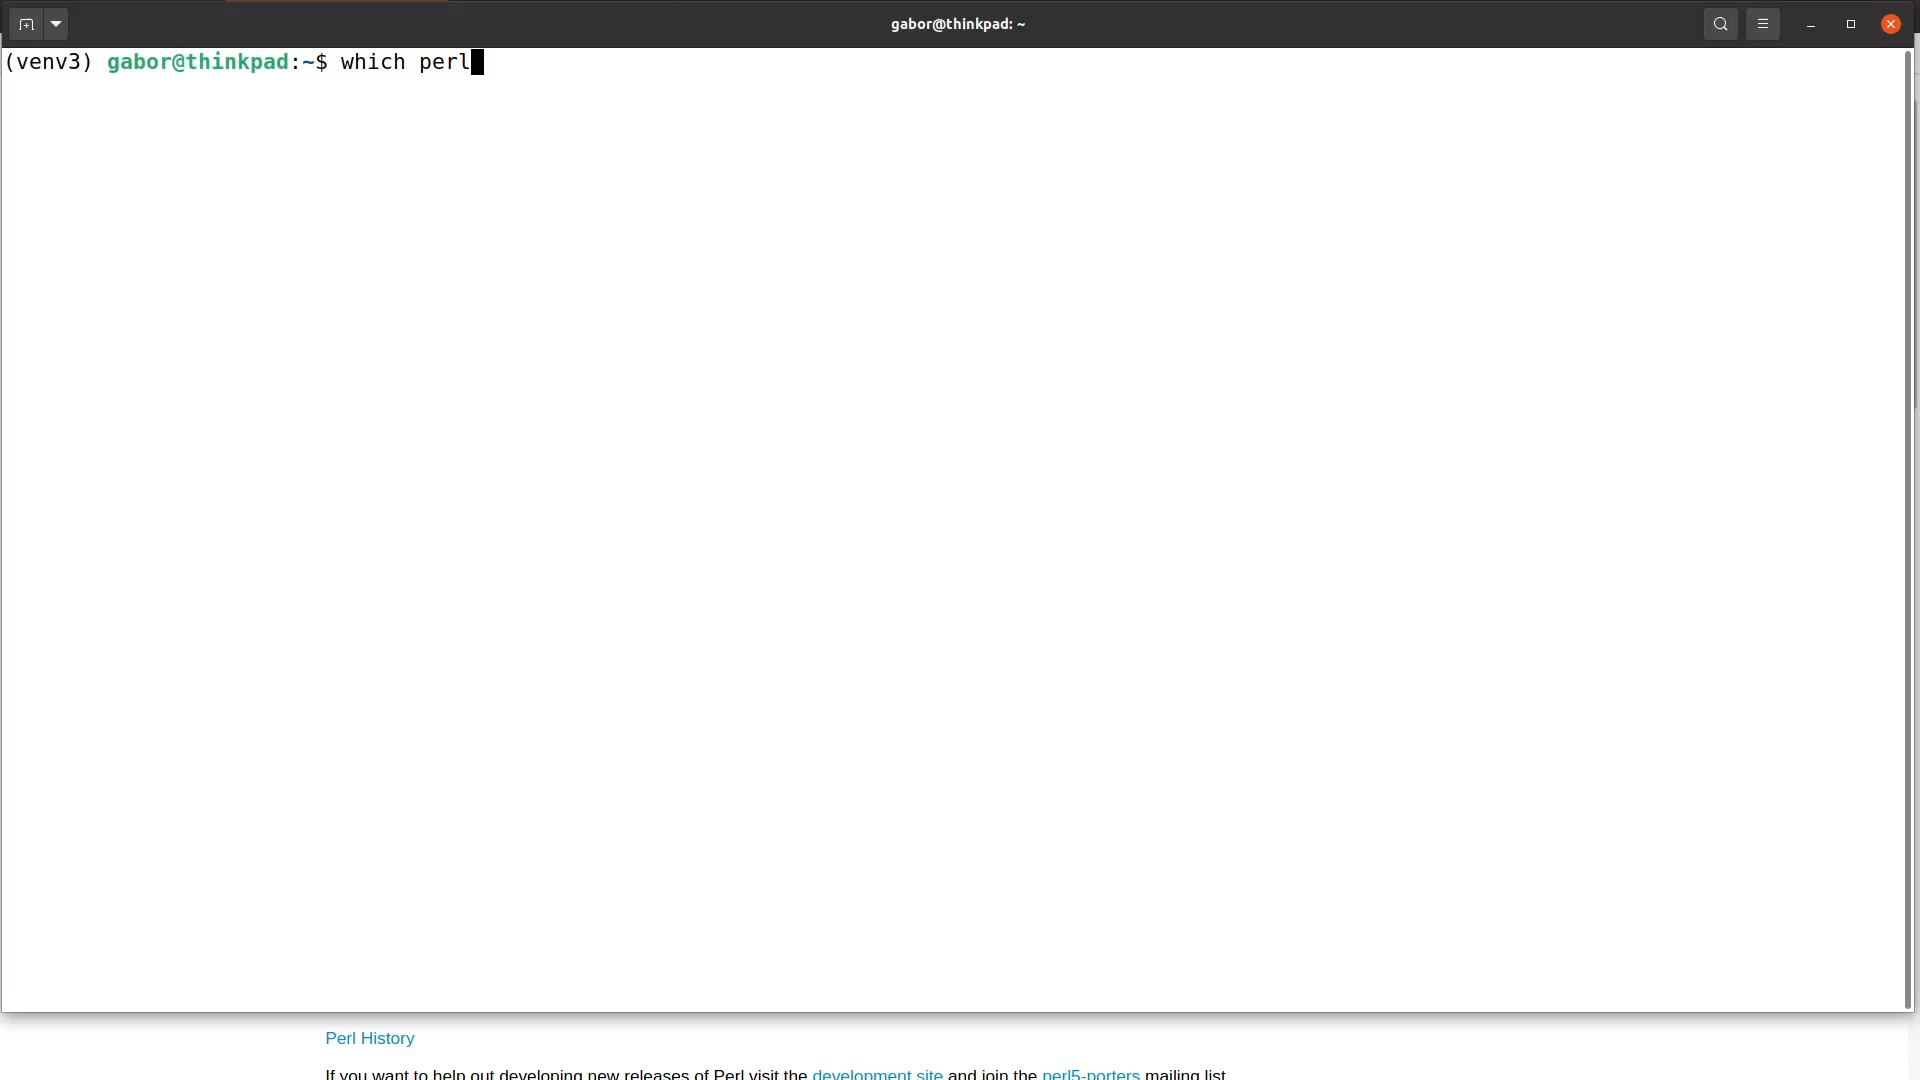 gabor@thinkpad: ~
(venv3) gabor@thinkpad:~$ which perl
Perl History
If you want to help out developing new releases of Perl visit the development site and join the perl5-porters mailing list